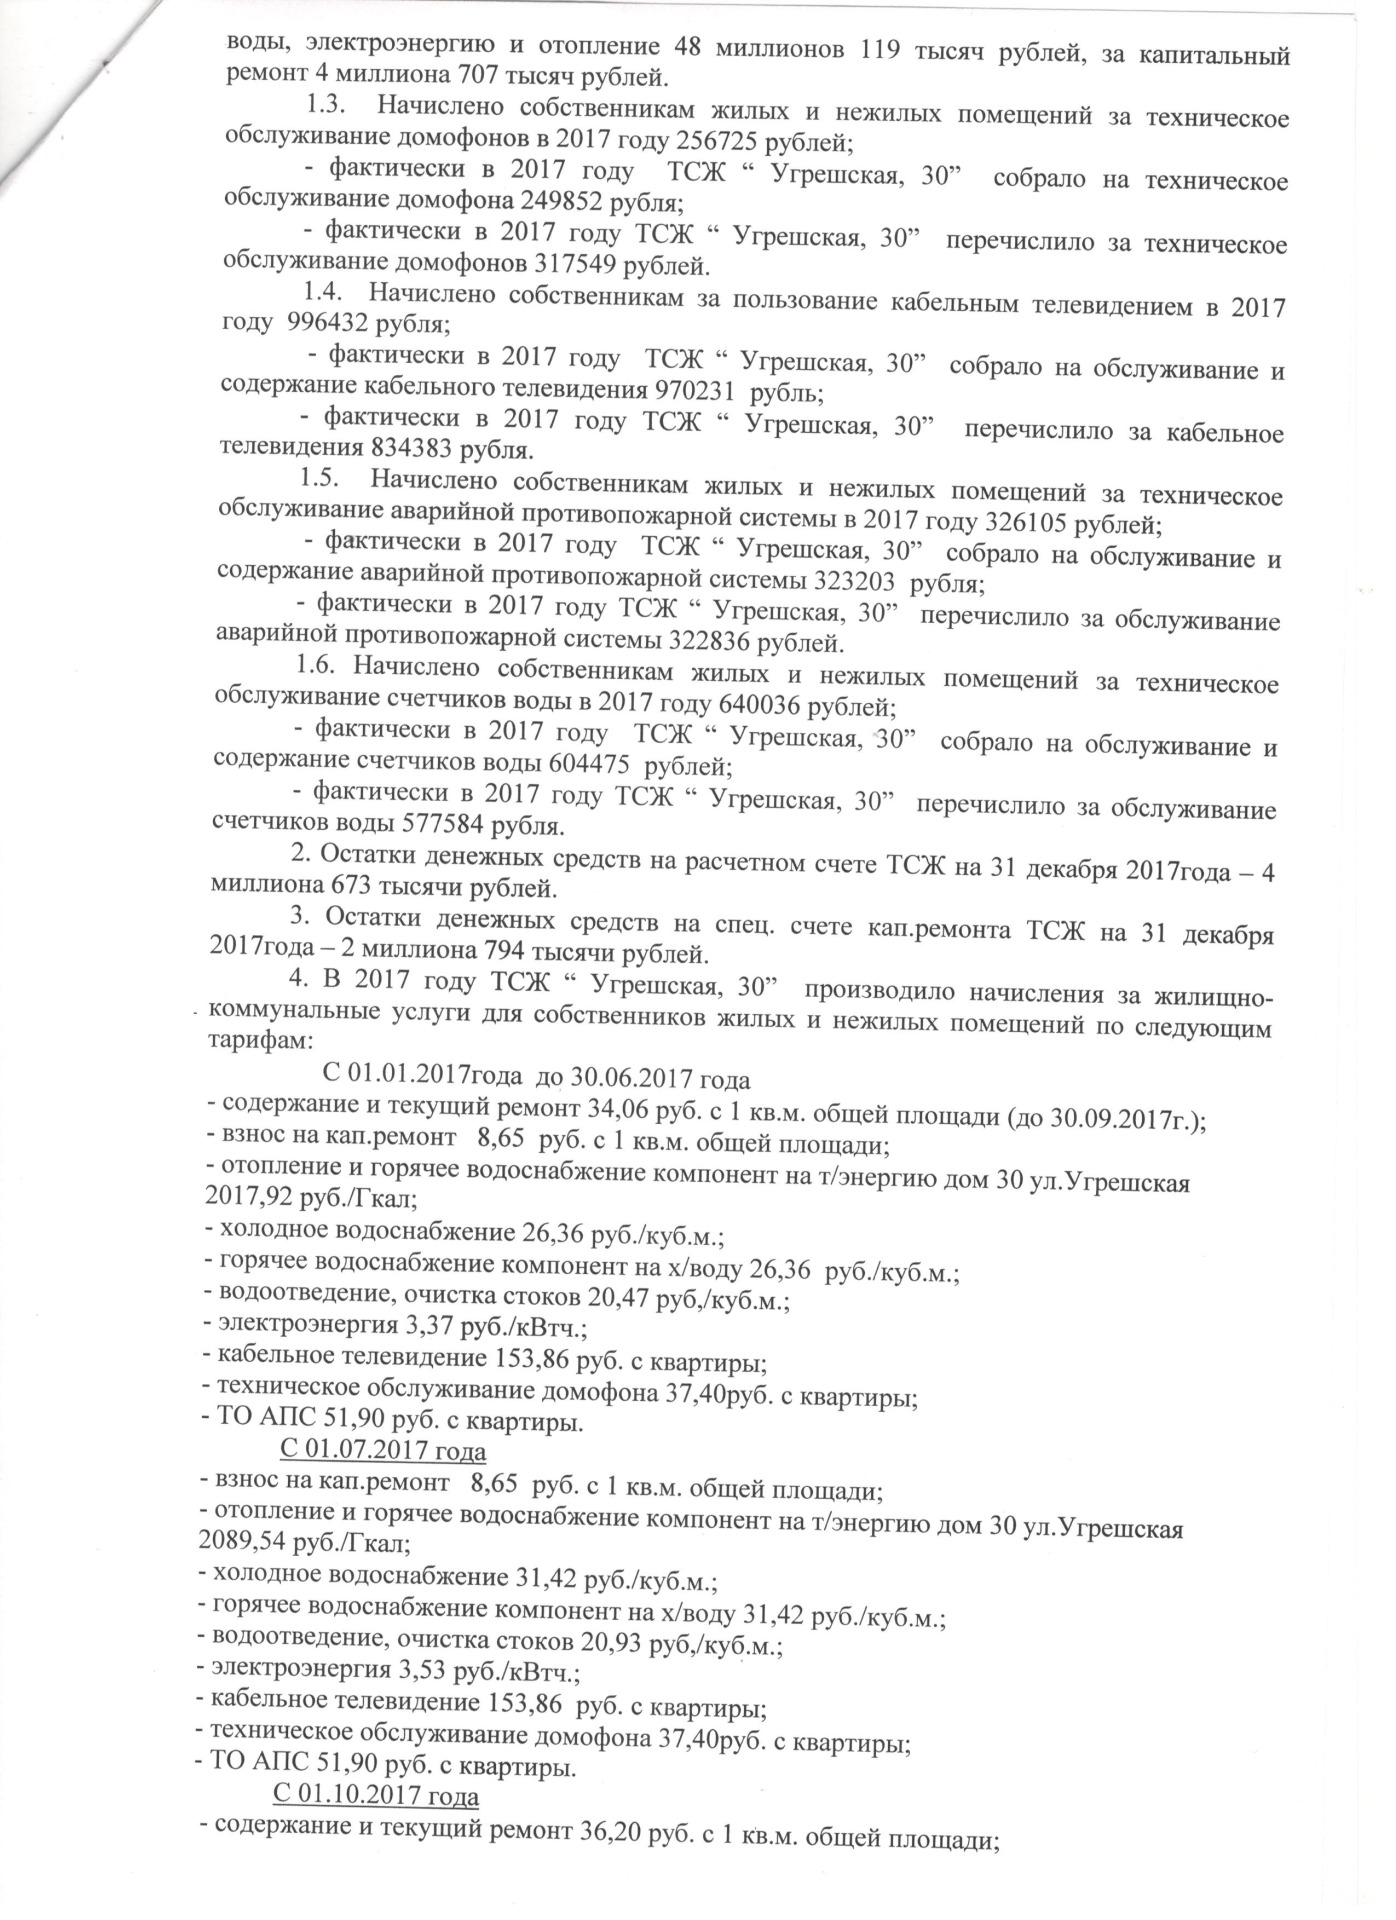 воды, электроэнергию и отопление 48 миллионов 119 тысяч рублей, за капитальный
ремонт 4 миллиона 707 тысяч рублей.
1.3. Начислено собственникам жилых и нежилых помещений за техническое
обслуживание домофонов в 2017 году 256725 рублей;
- фактически в 2017 году ТСЖ “ Угрешская, 30” собрало на техническое
обслуживание домофона 249852 рубля;
- фактически в 2017 году ТСЖ “ Угрешская, 30” перечислило за техническое
обслуживание домофонов 317549 рублей.
1.4. Начислено собственникам за пользование кабельным телевидением в 2017
году 996432 рубля;
- фактически в 2017 году ТСЖ “ Угрешская, 30” собрало на обслуживание и
содержание кабельного телевидения 970231 рубль;
- фактически в 2017 году ТСЖ “ Угрешская, 30” перечислило за кабельное
телевидения 834383 рубля.
1.5. Начислено собственникам жилых и нежилых помещений за техническое
обслуживание аварийной противопожарной системы в 2017 году 326105 рублей;
- фактически в 2017 году ТСЖ “ Угрешская, 30” собрало на обслуживание и
содержание аварийной противопожарной системы 323203 рубля;
- фактически в 2017 году ТСЖ “ Угрешская, 30” перечислило за обслуживание
аварийной противопожарной системы 322836 рублей.
1.6. Начислено собственникам жилых и нежилых помещений за техническое
обслуживание счетчиков воды в 2017 году 640036 рублей;
- фактически в 2017 году ТСЖ “ Угрешская, 30” собрало на обслуживание и
содержание счетчиков воды 604475 рублей;
- фактически в 2017 году ТСЖ “ Угрешская, 30” перечислило за обслуживание
счетчиков воды 577584 рубля.
2. Остатки денежных средств на расчетном счете ТСЖ на 31 декабря 2017года – 4
миллиона 673 тысячи рублей.
3. Остатки денежных средств на спец. счете кап.ремонта ТСЖ на 31 декабря
2017года – 2 миллиона 794 тысячи рублей.
4. В 2017 году ТСЖ “ Угрешская, 30” производило начисления за жилищно-
коммунальные услуги для собственников жилых и нежилых помещений по следующим
тарифам:
С 01.01.2017года до 30.06.2017 года
- содержание и текущий ремонт 34,06 руб. с 1 кв.м. общей площади (до 30.09.2017г.);
- взнос на кап.ремонт 8,65 руб. с 1 кв.м. общей площади;
- отопление и горячее водоснабжение компонент на т/энергию дом 30 ул.Угрешская
2017,92 руб./Гкал;
- холодное водоснабжение 26,36 руб./куб.м.;
- горячее водоснабжение компонент на х/воду 26,36 руб./куб.м.;
- водоотведение, очистка стоков 20,47 руб,/куб.м.;
- электроэнергия 3,37 руб./кВтч.;
- кабельное телевидение 153,86 руб. с квартиры;
- техническое обслуживание домофона 37,40руб. с квартиры;
- ТО АПС 51,90 руб. с квартиры.
С 01.07.2017 года
- взнос на кап.ремонт 8,65 руб. с 1 кв.м. общей площади;
- отопление и горячее водоснабжение компонент на т/энергию дом 30 ул.Угрешская
2089,54 руб./Гкал;
- холодное водоснабжение 31,42 руб./куб.м.;
- горячее водоснабжение компонент на х/воду 31,42 руб./куб.м.;
- водоотведение, очистка стоков 20,93 руб,/куб.м.;
- электроэнергия 3,53 руб./кВтч.;
- кабельное телевидение 153,86 руб. с квартиры;
- техническое обслуживание домофона 37,40руб. с квартиры;
- ТО АПС 51,90 руб. с квартиры.
С 01.10.2017 года
- содержание и текущий ремонт 36,20 руб. с 1 кв.м. общей площади;